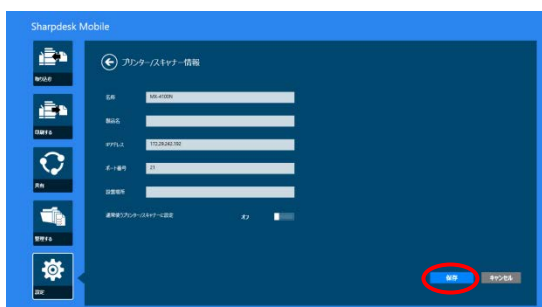 Sharpdesk Mobile
取り込む
印刷する
共有
管理する
設定
プリンター/スキャナー情報
名称 MX-4100N
製品名
IPアドレス 172.29.242.192
ポート番号 21
設置場所
通常使うプリンター/スキャナーに設定 オフ
保存 キャンセル